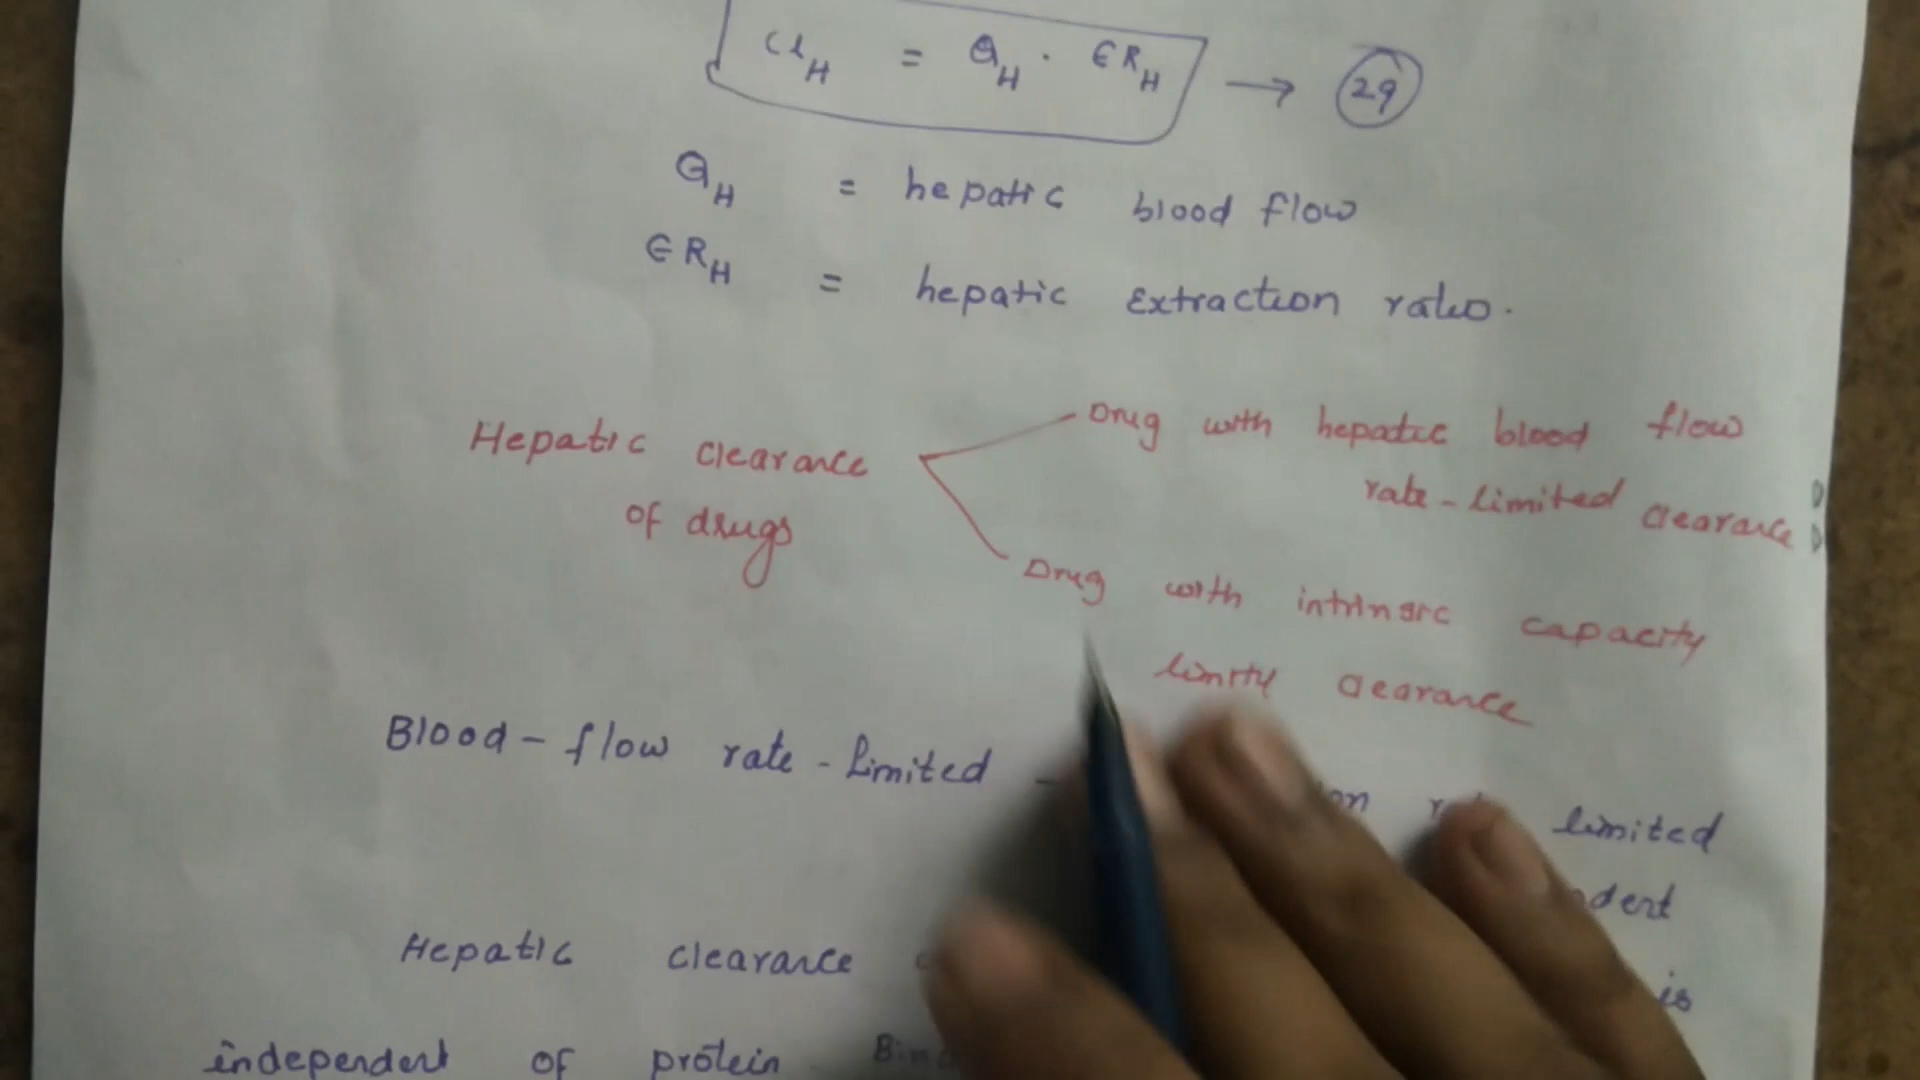 ClH = QH . ERH → 29
QH = hepatic blood flow
ERH = hepatic Extraction ratio.
Drug with hepatic blood flow
rate-limited clearance
Hepatic clearance
of drugs
Drug with intrinsic capacity
limity clearance
Blood-flow rate-limited - limited
Hepatic clearance is
independent of protein